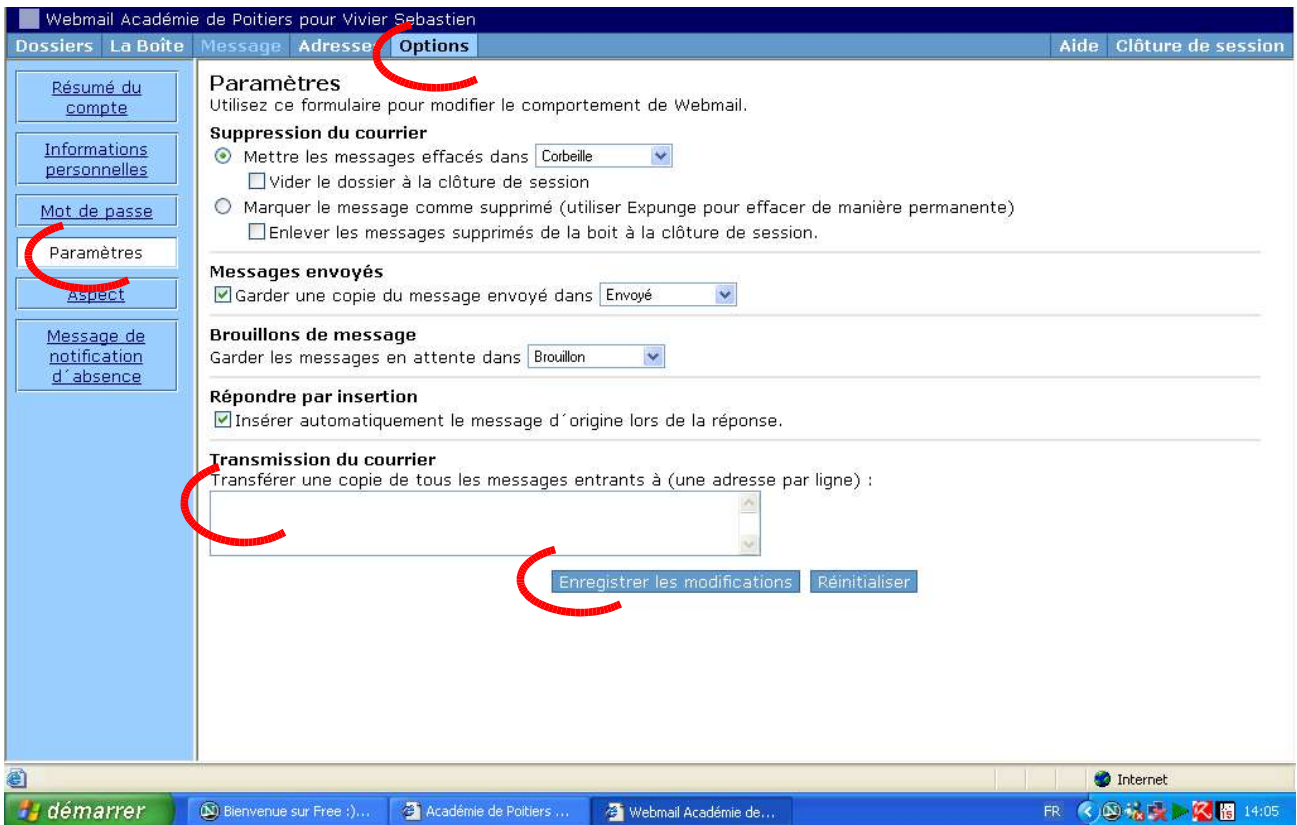 Webmail Académie de Poitiers pour Vivier Sebastien
Dossiers La Boîte Message Adresses Options Aide Clôture de session
Résumé du
compte
Informations
personnelles
Mot de passe
Paramètres
Aspect
Message de
notification
d´absence
Paramètres
Utilisez ce formulaire pour modifier le comportement de Webmail.
Suppression du courrier
Mettre les messages effacés dans Corbeille
Vider le dossier à la clôture de session
Marquer le message comme supprimé (utiliser Expunge pour effacer de manière permanente)
Enlever les messages supprimés de la boit à la clôture de session.
Messages envoyés
Garder une copie du message envoyé dans Envoyé
Brouillons de message
Garder les messages en attente dans Brouillon
Répondre par insertion
Insérer automatiquement le message d´origine lors de la réponse.
Transmission du courrier
Transférer une copie de tous les messages entrants à (une adresse par ligne) :
Enregistrer les modifications Réinitialiser
Internet
démarrer Bienvenue sur Free :)... Académie de Poitiers ... Webmail Académie de... FR 14:05